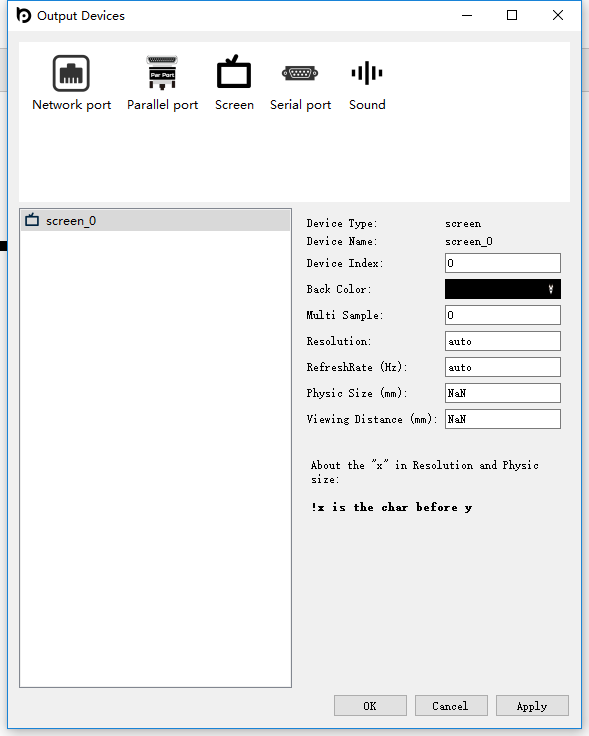 Output Devices
Par Port
Network port Parallel port Screen Serial port Sound
screen_0
Device Type: screen
Device Name: screen_0
Device Index: 0
Back Color:
Multi Sample: 0
Resolution: auto
RefreshRate (Hz): auto
Physic Size (mm): NaN
Viewing Distance (mm): NaN
About the "x" in Resolution and Physic
size:
!x is the char before y
OK Cancel Apply